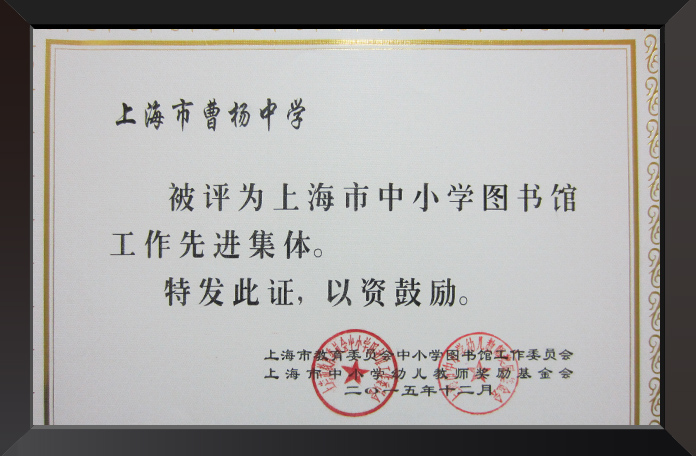 上海市曹杨中学
被评为上海市中小学图书馆
工作先进集体。
特发此证，以资鼓励。
上海市教育委员会中小学图书馆工作委员会
上海市中小学幼儿教师奖励基金会
二〇一五年十二月